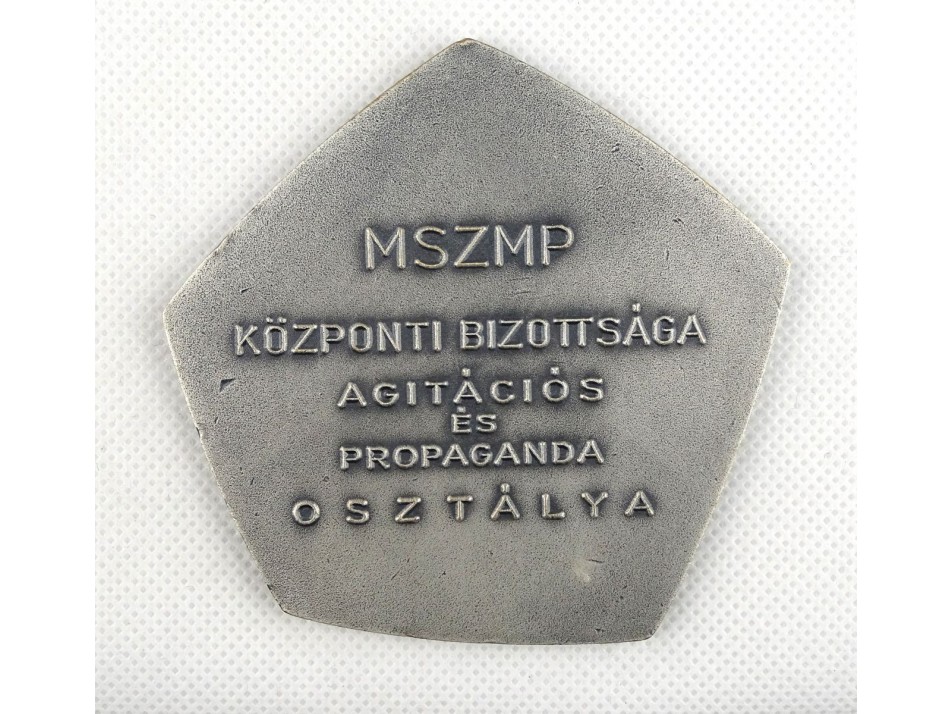 MSZMP
KÖZPONTI BIZOTTSÁGA
AGITÁCIÓS
ÉS
PROPAGANDA
OSZTÁLYA